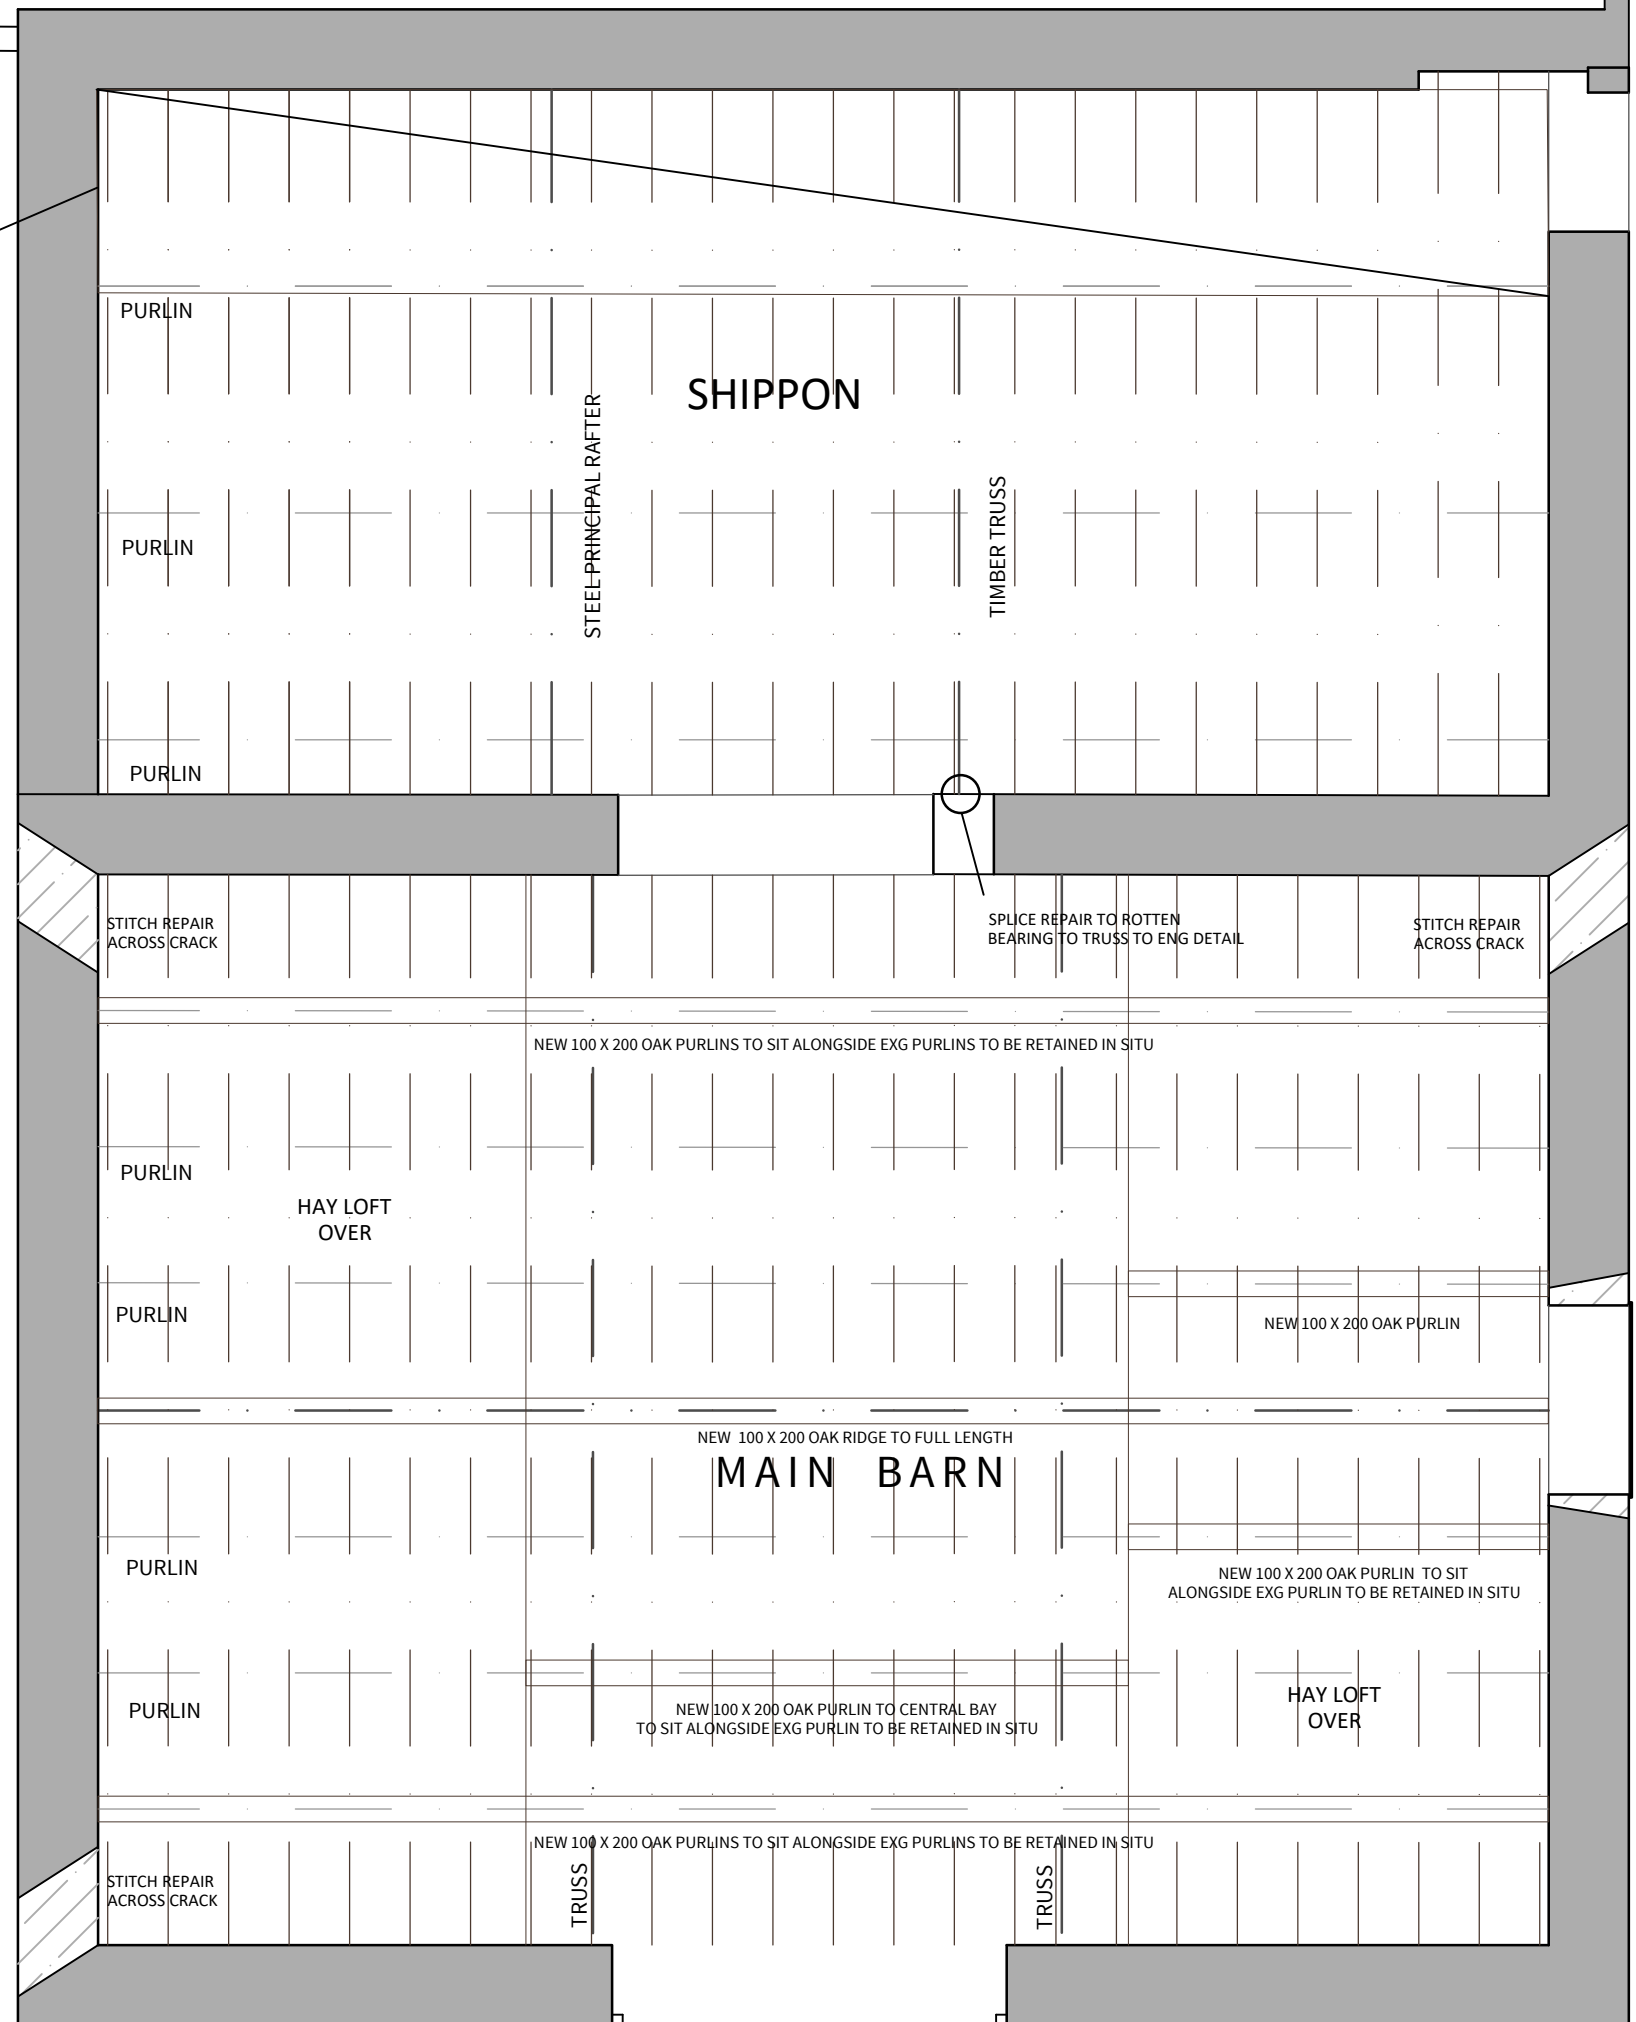 PURLIN
SHIPPON
STEEL PRINCIPAL RAFTER
TIMBER TRUSS
PURLIN
PURLIN
STITCH REPAIR
ACROSS CRACK
SPLICE REPAIR TO ROTTEN
BEARING TO TRUSS TO ENG DETAIL
STITCH REPAIR
ACROSS CRACK
NEW 100 X 200 OAK PURLINS TO SIT ALONGSIDE EXG PURLINS TO BE RETAINED IN SITU
PURLIN
HAY LOFT
OVER
PURLIN
NEW 100 X 200 OAK PURLIN
NEW 100 X 200 OAK RIDGE TO FULL LENGTH
MAIN BARN
PURLIN
NEW 100 X 200 OAK PURLIN TO SIT
ALONGSIDE EXG PURLIN TO BE RETAINED IN SITU
PURLIN
NEW 100 X 200 OAK PURLIN TO CENTRAL BAY
TO SIT ALONGSIDE EXG PURLIN TO BE RETAINED IN SITU
HAY LOFT
OVER
NEW 100 X 200 OAK PURLINS TO SIT ALONGSIDE EXG PURLINS TO BE RETAINED IN SITU
STITCH REPAIR
ACROSS CRACK
TRUSS
TRUSS